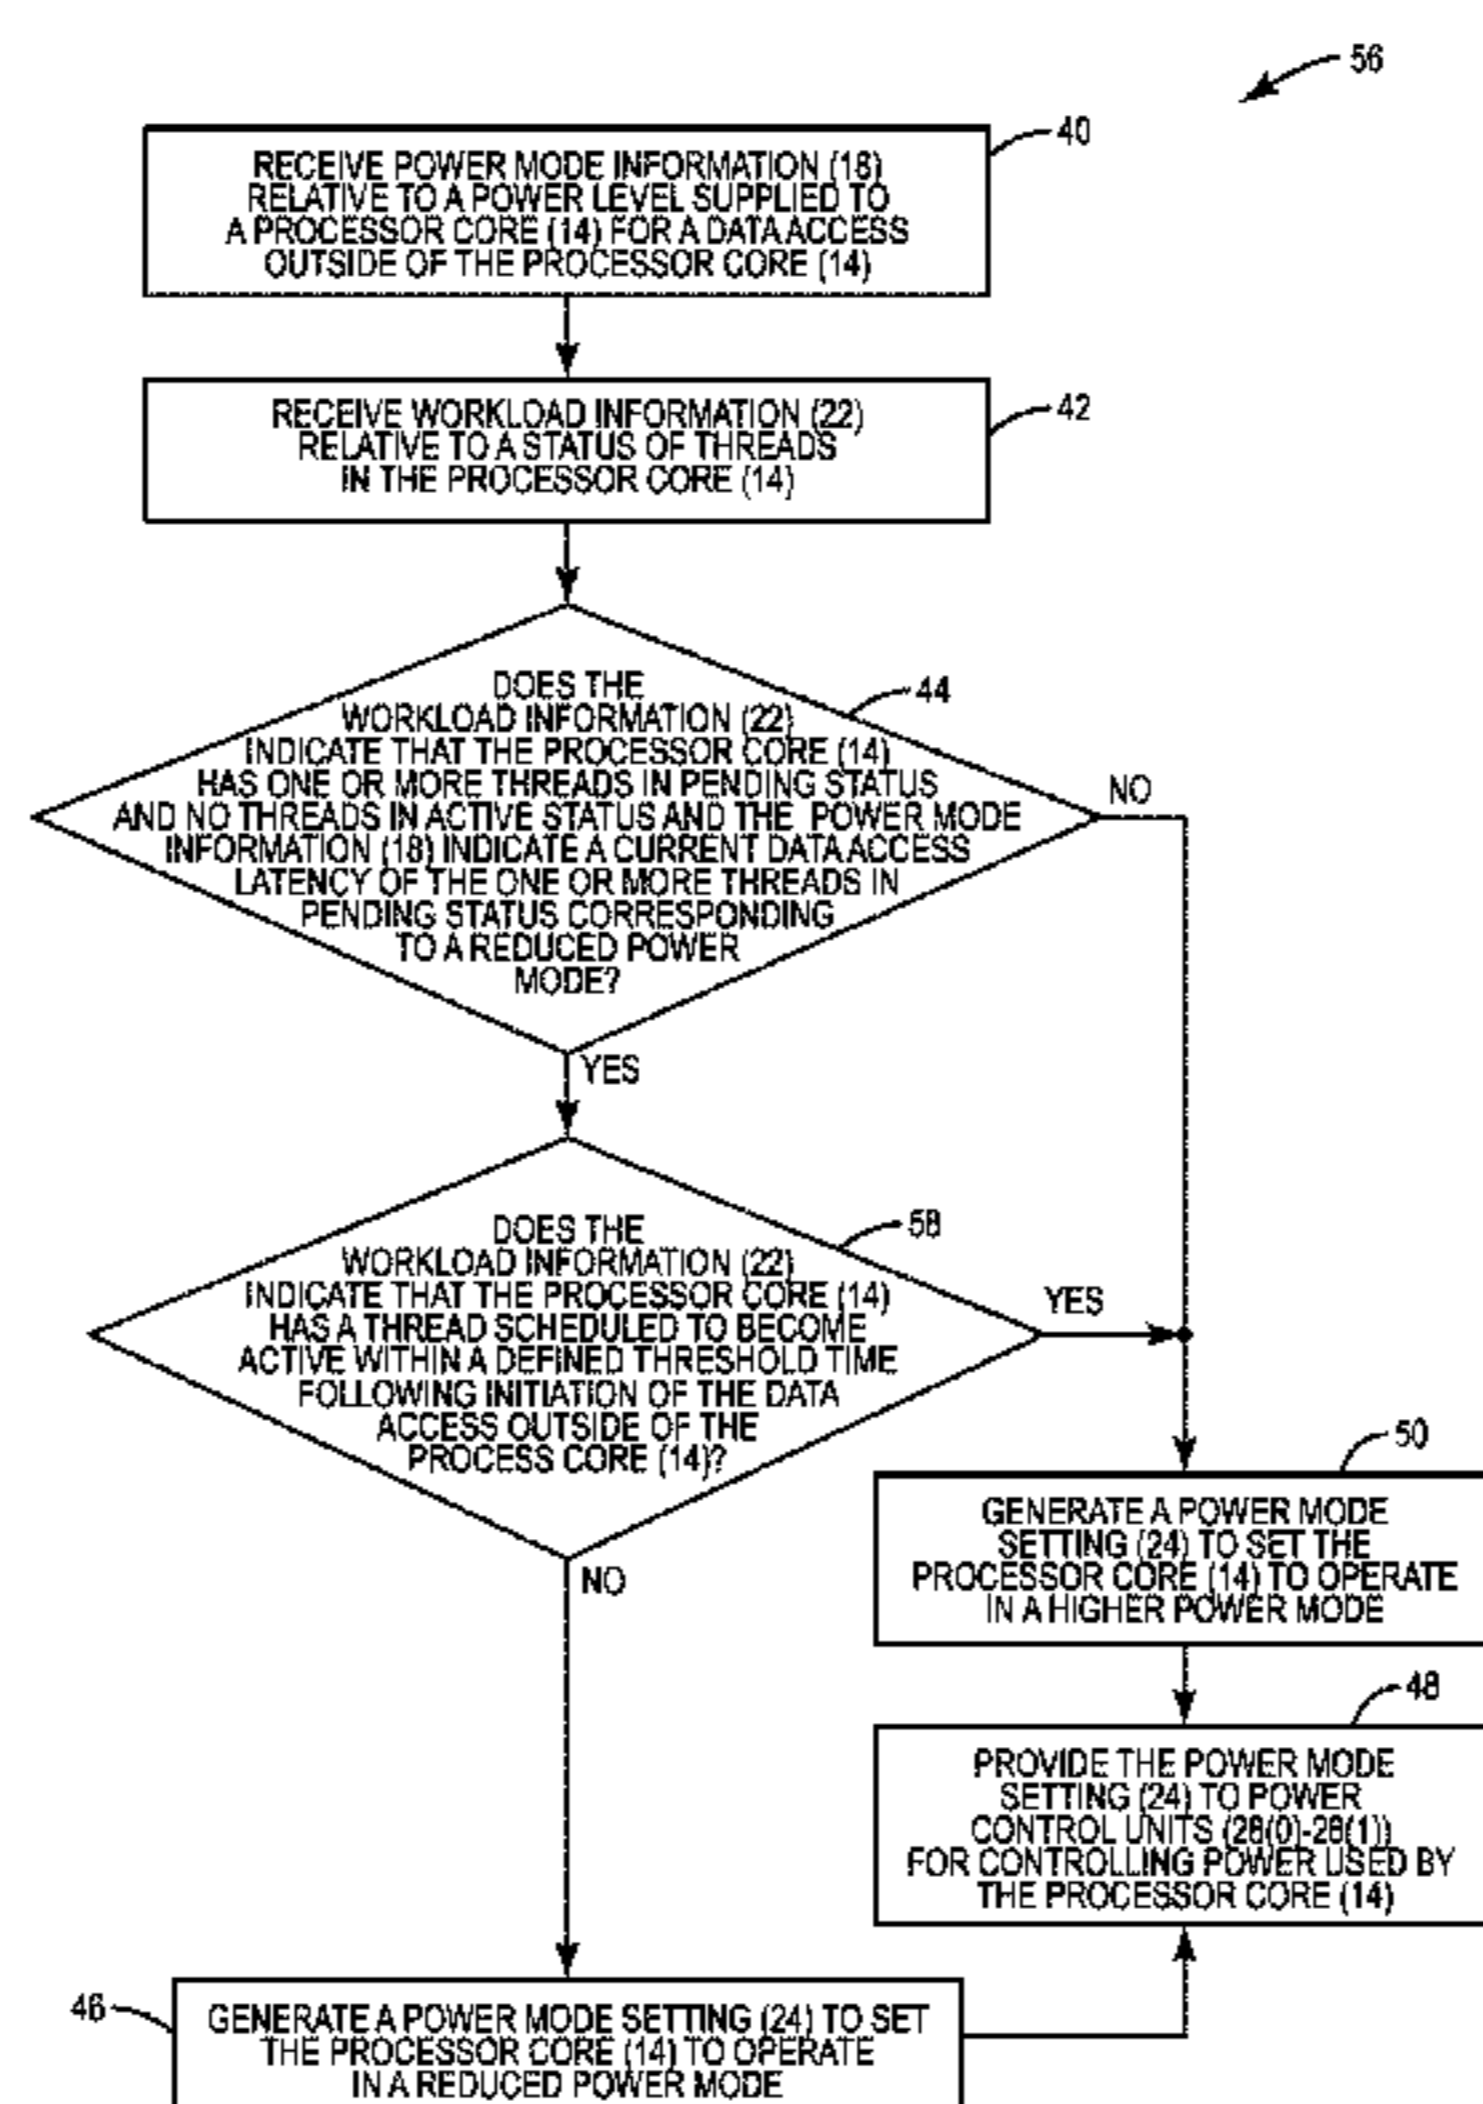 56
40
RECEIVE POWER MODE INFORMATION (18)
RELATIVE TO A POWER LEVEL SUPPLIED TO
A PROCESSOR CORE (14) FOR A DATA ACCESS
OUTSIDE OF THE PROCESSOR CORE (14)
42
RECEIVE WORKLOAD INFORMATION (22)
RELATIVE TO A STATUS OF THREADS
IN THE PROCESSOR CORE (14)
44
DOES THE
WORKLOAD INFORMATION (22)
INDICATE THAT THE PROCESSOR CORE (14)
HAS ONE OR MORE THREADS IN PENDING STATUS
AND NO THREADS IN ACTIVE STATUS AND THE POWER MODE
INFORMATION (18) INDICATE A CURRENT DATA ACCESS
LATENCY OF THE ONE OR MORE THREADS IN
PENDING STATUS CORRESPONDING
TO A REDUCED POWER
MODE?
NO
YES
58
DOES THE
WORKLOAD INFORMATION (22)
INDICATE THAT THE PROCESSOR CORE (14)
HAS A THREAD SCHEDULED TO BECOME
ACTIVE WITHIN A DEFINED THRESHOLD TIME
FOLLOWING INITIATION OF THE DATA
ACCESS OUTSIDE OF THE
PROCESS CORE (14)?
YES
NO
50
GENERATE A POWER MODE
SETTING (24) TO SET THE
PROCESSOR CORE (14) TO OPERATE
IN A HIGHER POWER MODE
48
PROVIDE THE POWER MODE
SETTING (24) TO POWER
CONTROL UNITS (28(0)-28(1))
FOR CONTROLLING POWER USED BY
THE PROCESSOR CORE (14)
46
GENERATE A POWER MODE SETTING (24) TO SET
THE PROCESSOR CORE (14) TO OPERATE
IN A REDUCED POWER MODE